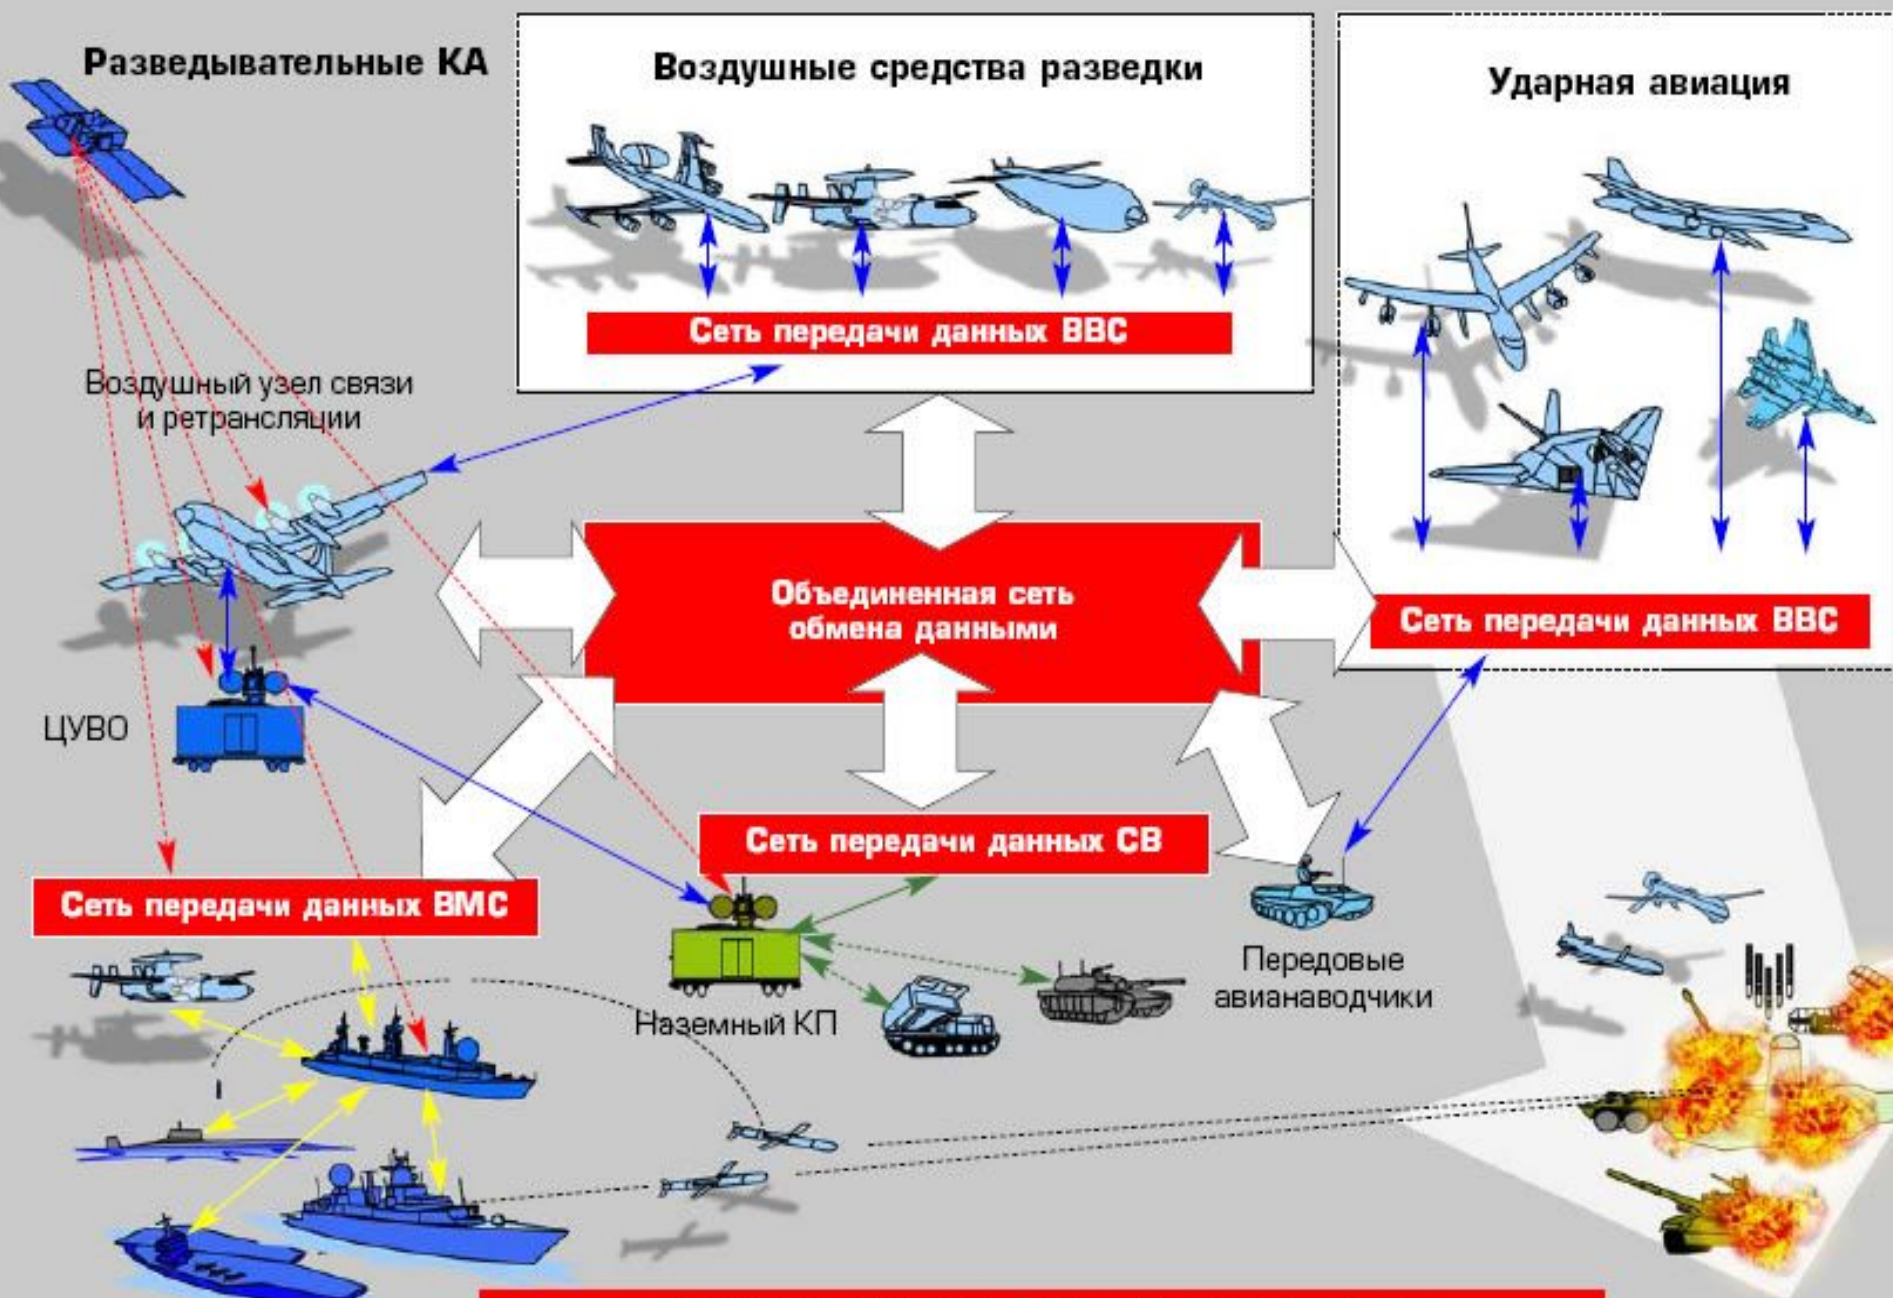 Разведывательные КА
Воздушные средства разведки
Ударная авиация
Сеть передачи данных ВВС
Воздушный узел связи
и ретрансляции
Объединенная сеть
обмена данными
Сеть передачи данных ВВС
ЦУВО
Сеть передачи данных СВ
Сеть передачи данных ВМС
Передовые
авианаводчики
Наземный КП